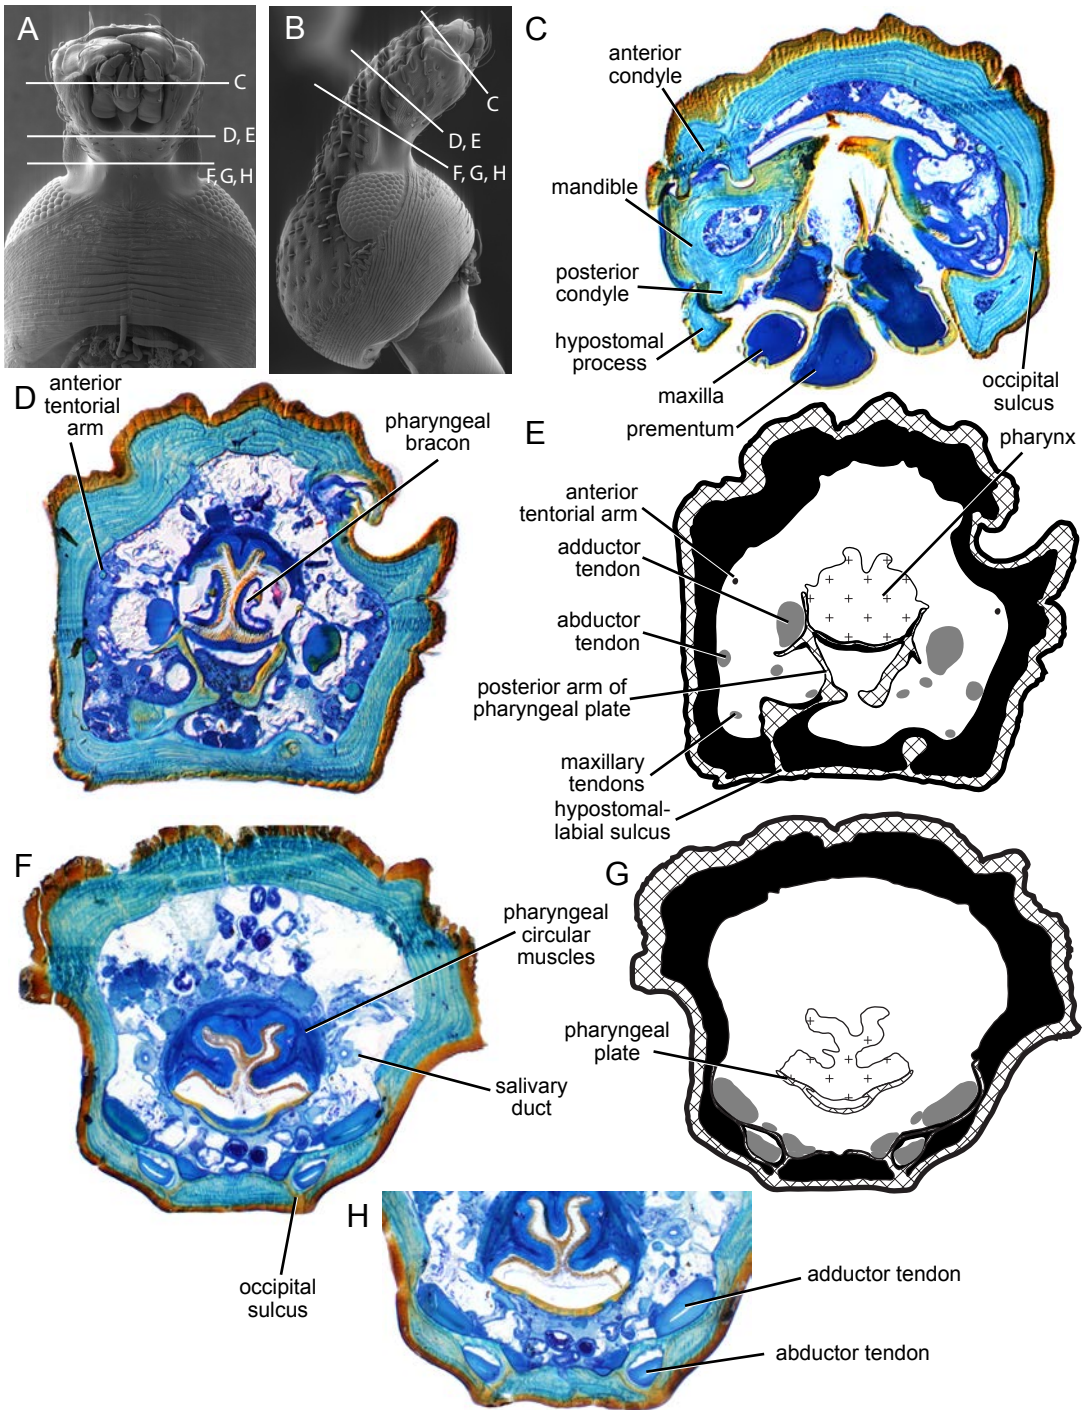 A
C
D, E
F, G, H
B
C
D, E
F, G, H
C
anterior
condyle
mandible
posterior
condyle
hypostomal
process
maxilla
prementum
occipital
sulcus
D
anterior
tentorial
arm
pharyngeal
bracon
E
pharynx
anterior
tentorial arm
adductor
tendon
abductor
tendon
posterior arm of
pharyngeal plate
maxillary
tendons
hypostomal-
labial sulcus
F
pharyngeal
circular
muscles
salivary
duct
occipital
sulcus
G
pharyngeal
plate
H
adductor tendon
abductor tendon